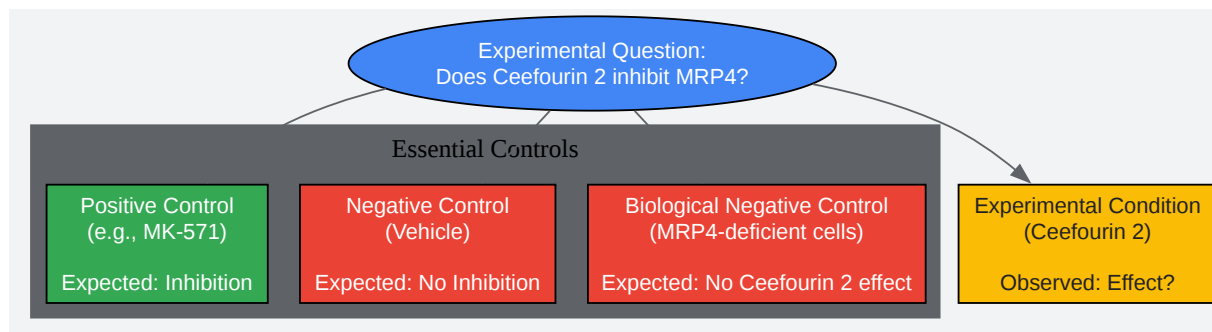 Experimental Question:
Does Ceefourin 2 inhibit MRP4?
Essential Controls
Positive Control
(e.g., MK-571)
Expected: Inhibition
Negative Control
(Vehicle)
Expected: No Inhibition
Biological Negative Control
(MRP4-deficient cells)
Expected: No Ceefourin 2 effect
Experimental Condition
(Ceefourin 2)
Observed: Effect?